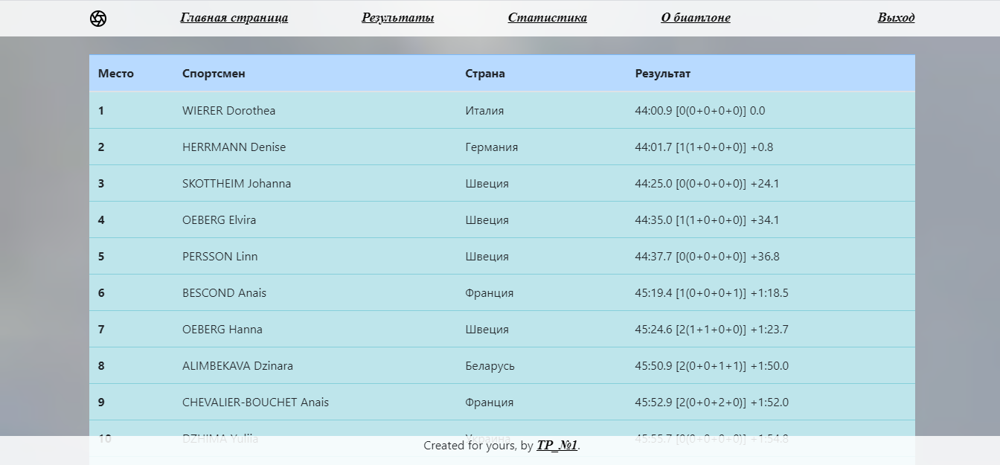 Главная страница Результаты Статистика О биатлоне Выход
Место Спортсмен Страна Результат
1 WIERER Dorothea Италия 44:00.9 [0(0+0+0+0)] 0.0
2 HERRMANN Denise Германия 44:01.7 [1(1+0+0+0)] +0.8
3 SKOTTHEIM Johanna Швеция 44:25.0 [0(0+0+0+0)] +24.1
4 OEBERG Elvira Швеция 44:35.0 [1(1+0+0+0)] +34.1
5 PERSSON Linn Швеция 44:37.7 [0(0+0+0+0)] +36.8
6 BESCOND Anais Франция 45:19.4 [1(0+0+0+1)] +1:18.5
7 OEBERG Hanna Швеция 45:24.6 [2(1+1+0+0)] +1:23.7
8 ALIMBEKAVA Dzinara Беларусь 45:50.9 [2(0+0+1+1)] +1:50.0
9 CHEVALIER-BOUCHET Anais Франция 45:52.9 [2(0+0+2+0)] +1:52.0
10 DZHIMA Yuliia Украина 45:55.7 [0(0+0+0+0)] +1:54.8
Created for yours, by TP_№1.